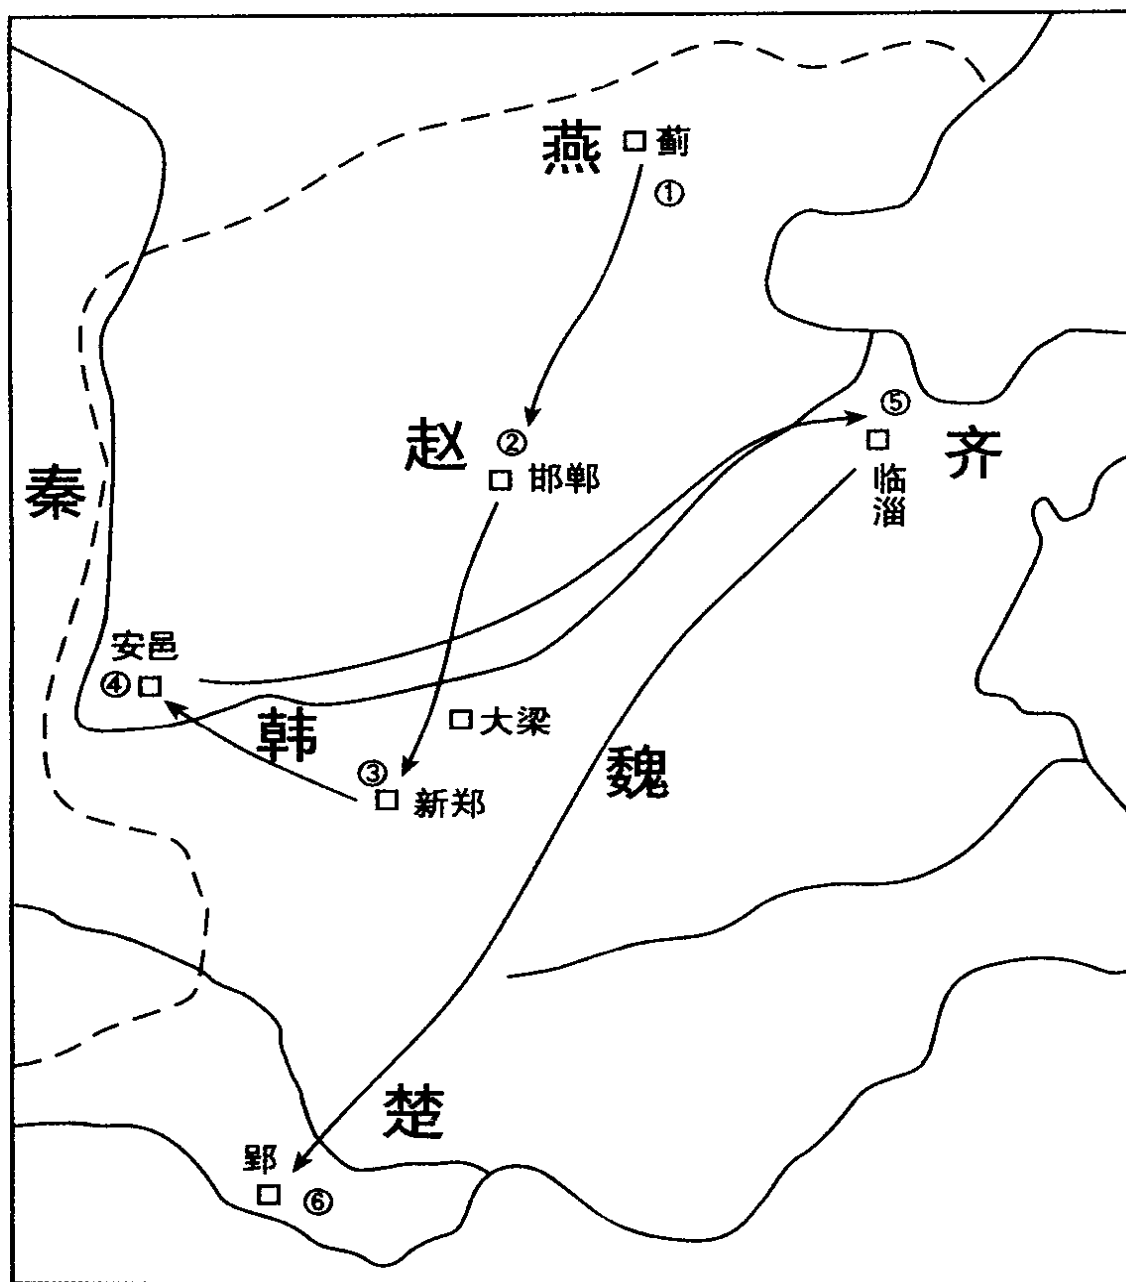 燕
蓟
①
⑤
赵
②
邯郸
齐
临
淄
秦
安邑
④
韩
大梁
魏
③
新郑
楚
郢
⑥